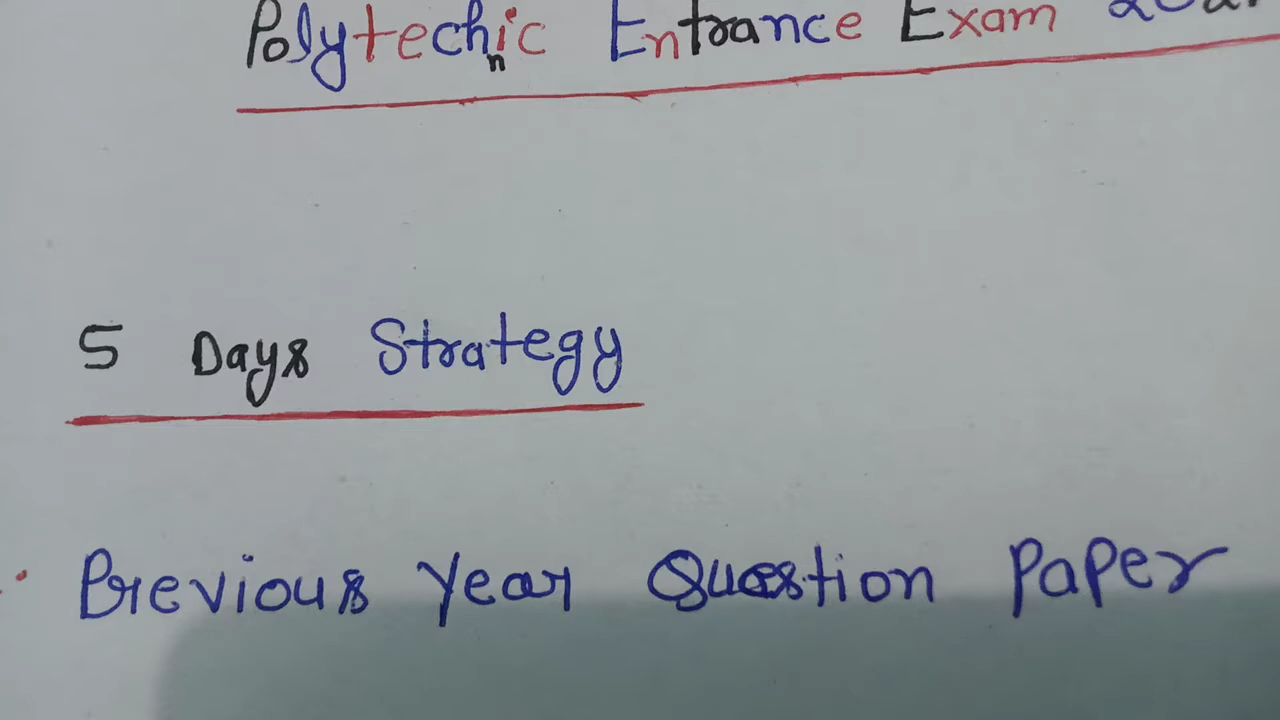 Polytechnic Entrance Exam
5 Days Strategy
Previous Year Question Paper